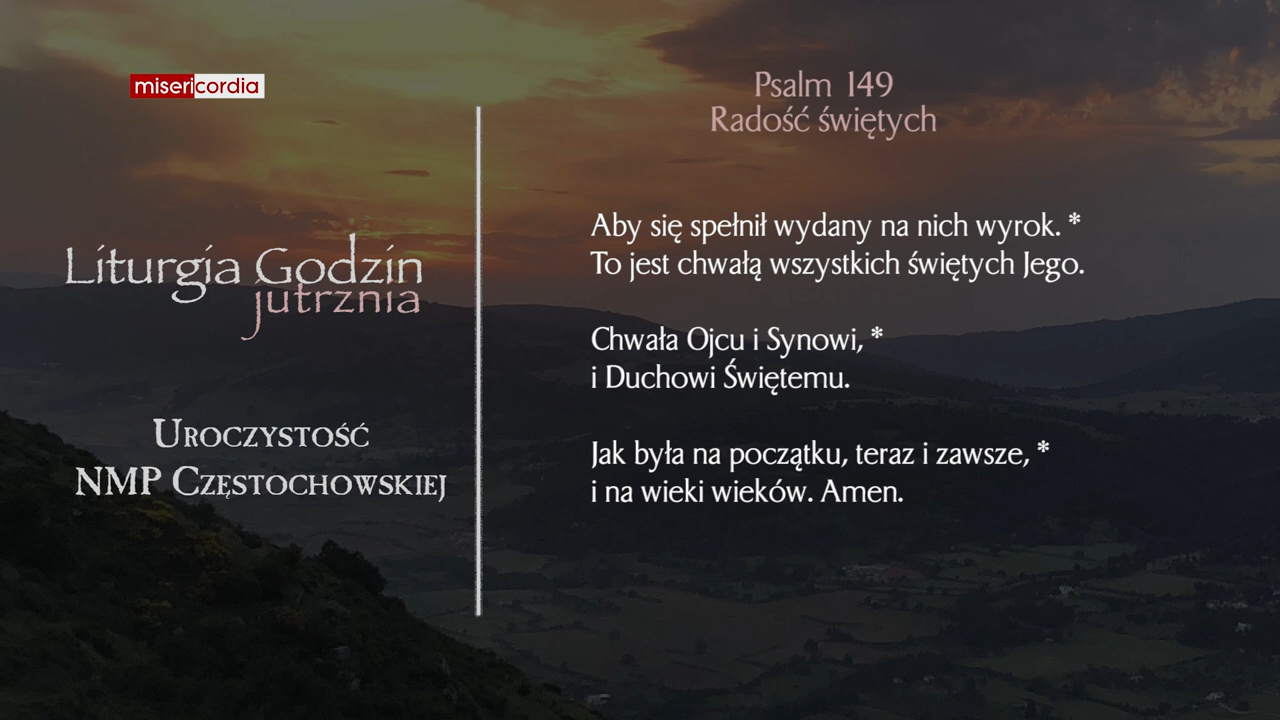 misericordia
Liturgia Godzin
jutrznia
Uroczystość
NMP Częstochowskiej
Psalm 149
Radość świętych
Aby się spełnił wydany na nich wyrok. *
To jest chwałą wszystkich świętych Jego.
Chwała Ojcu i Synowi, *
i Duchowi Świętemu.
Jak była na początku, teraz i zawsze, *
i na wieki wieków. Amen.